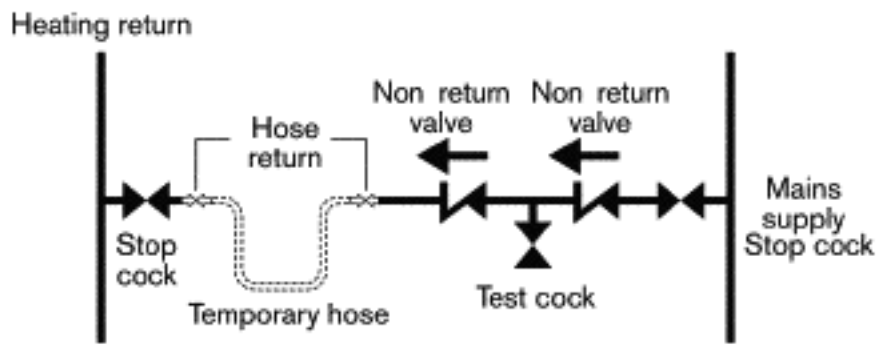 Heating return
Non return
valve
Non return
valve
Hose
return
Mains
supply
Stop cock
Stop
cock
Test cock
Temporary hose